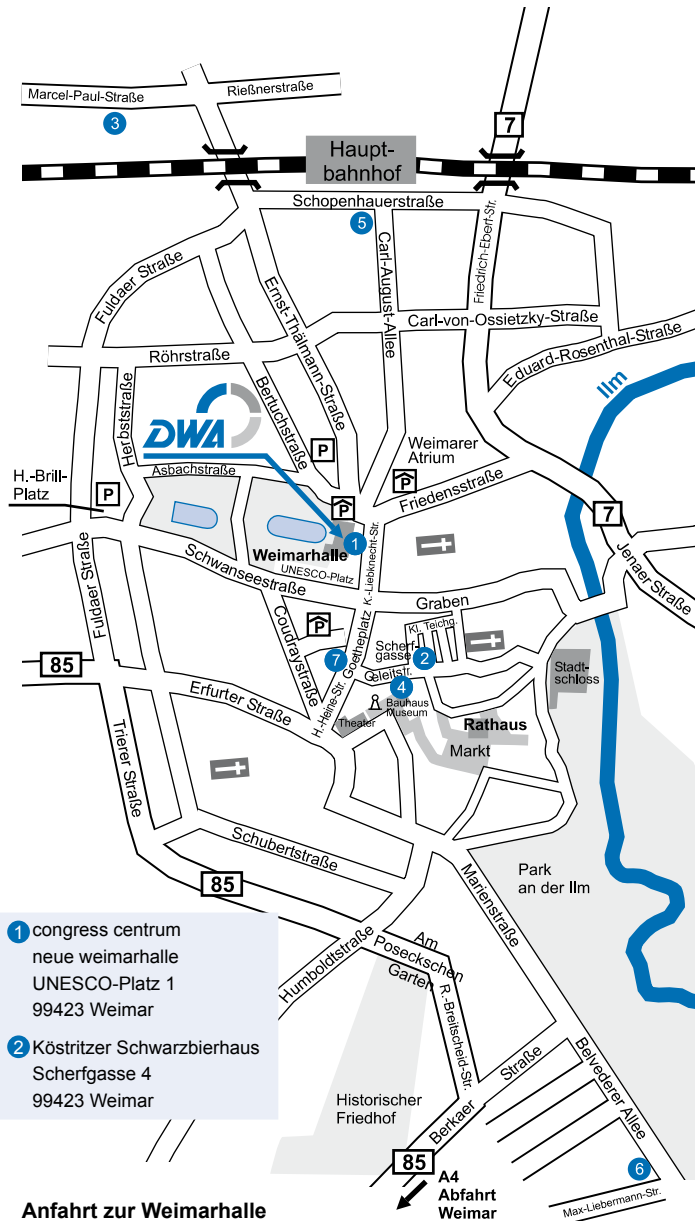 Marcel-Paul-Straße
Rießnerstraße
3
7
Haupt-
bahnhof
Schopenhauerstraße
5
Fuldaer Straße
Ernst-Thälmann-Straße
Carl-August-Allee
Friedrich-Ebert-Str.
Carl-von-Ossietzky-Straße
Röhrstraße
Eduard-Rosenthal-Straße
Ilm
Herbststraße
Bertuchstraße
DWA
P
Weimarer
Atrium
P
Asbachstraße
H.-Brill-
Platz
P
P
Friedensstraße
7
Weimarhalle
1
UNESCO-Platz
K.-Liebknecht-Str.
Jenaer Straße
Schwanseestraße
Graben
Fuldaer Straße
Coudraystraße
P
Goetheplatz
Kl. Teichg.
Scherf-
gasse
2
7
Geleitstr.
4
Stadt-
schloss
85
Erfurter Straße
H.-Heine-Str.
Bauhaus
Museum
Theater
Rathaus
Markt
Trierer Straße
Schubertstraße
Marienstraße
Park
an der Ilm
85
Humboldtstraße
Am
Poseckschen
Garten
R.-Breitscheid-Str.
1 congress centrum
neue weimarhalle
UNESCO-Platz 1
99423 Weimar
2 Köstritzer Schwarzbierhaus
Scherfgasse 4
99423 Weimar
Historischer
Friedhof
Berkaer Straße
Belvederer Allee
85
6
A4
Abfahrt
Weimar
Max-Liebermann-Str.
Anfahrt zur Weimarhalle